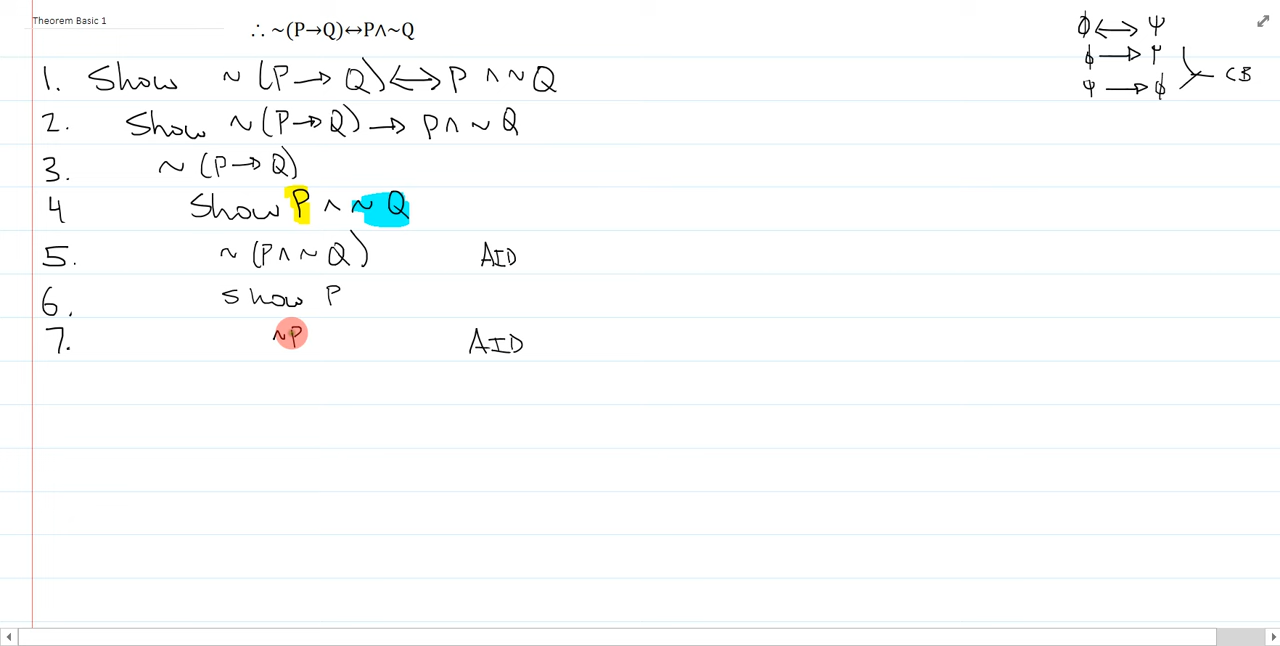 Theorem Basic 1
∴ ~(P→Q)↔P∧~Q
1. Show ~(P→Q)↔P∧~Q
2. Show ~(P→Q)→P∧~Q
3. ~(P→Q)
4 Show P∧~Q
5. ~(P∧~Q) AID
6. Show P
7. ~P AID
ϕ↔ψ
ϕ→ψ
ψ→ϕ
CB